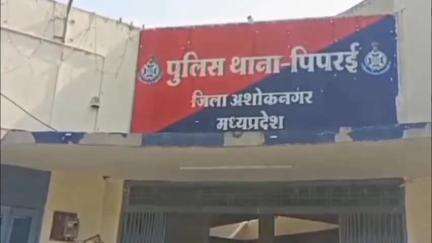 पुलिस थाना-पिपरई
जिला अशोकनगर
मध्यप्रदेश